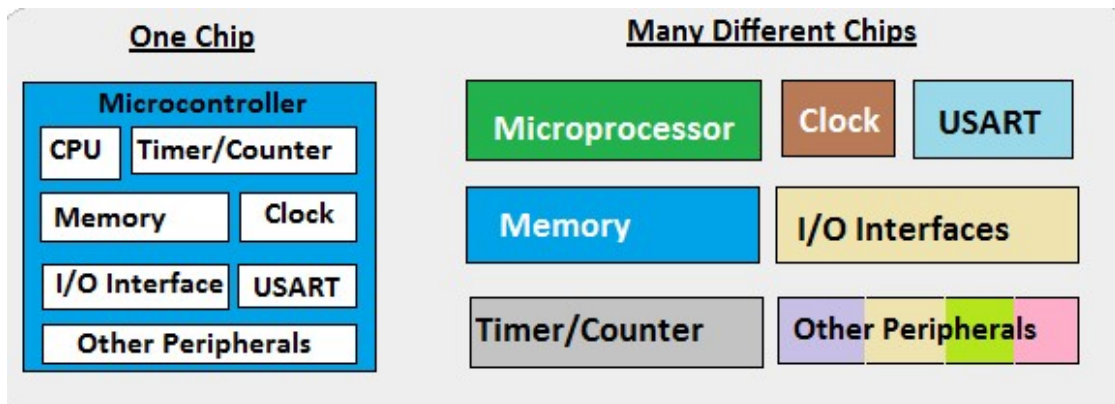 One Chip
Microcontroller
CPU
Timer/Counter
Memory
Clock
I/O Interface
USART
Other Peripherals
Many Different Chips
Microprocessor
Clock
USART
Memory
I/O Interfaces
Timer/Counter
Other Peripherals